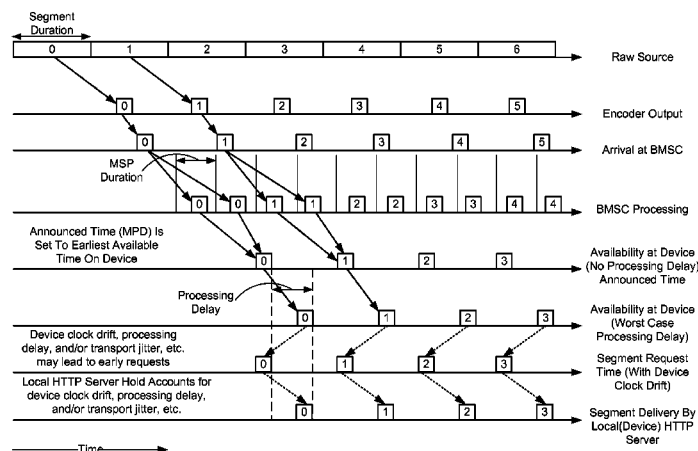 Segment
Duration
0 1 2 3 4 5 6
Raw Source
0 1 2 3 4 5
Encoder Output
0 1 2 3 4 5
Arrival at BMSC
MSP
Duration
0 0 1 1 2 2 3 3 4 4
BMSC Processing
Announced Time (MPD) Is
Set To Earliest Available
Time On Device
0 1 2 3
Availability at Device
(No Processing Delay)
Announced Time
Processing
Delay
0 1 2 3
Availability at Device
(Worst Case
Processing Delay)
Device clock drift, processing
delay, and/or transport jitter, etc.
may lead to early requests
0 1 2 3
Segment Request
Time (With Device
Clock Drift)
Local HTTP Server Hold Accounts for
device clock drift, processing delay,
and/or transport jitter, etc.
0 1 2 3
Segment Delivery By
Local(Device) HTTP
Server
Time